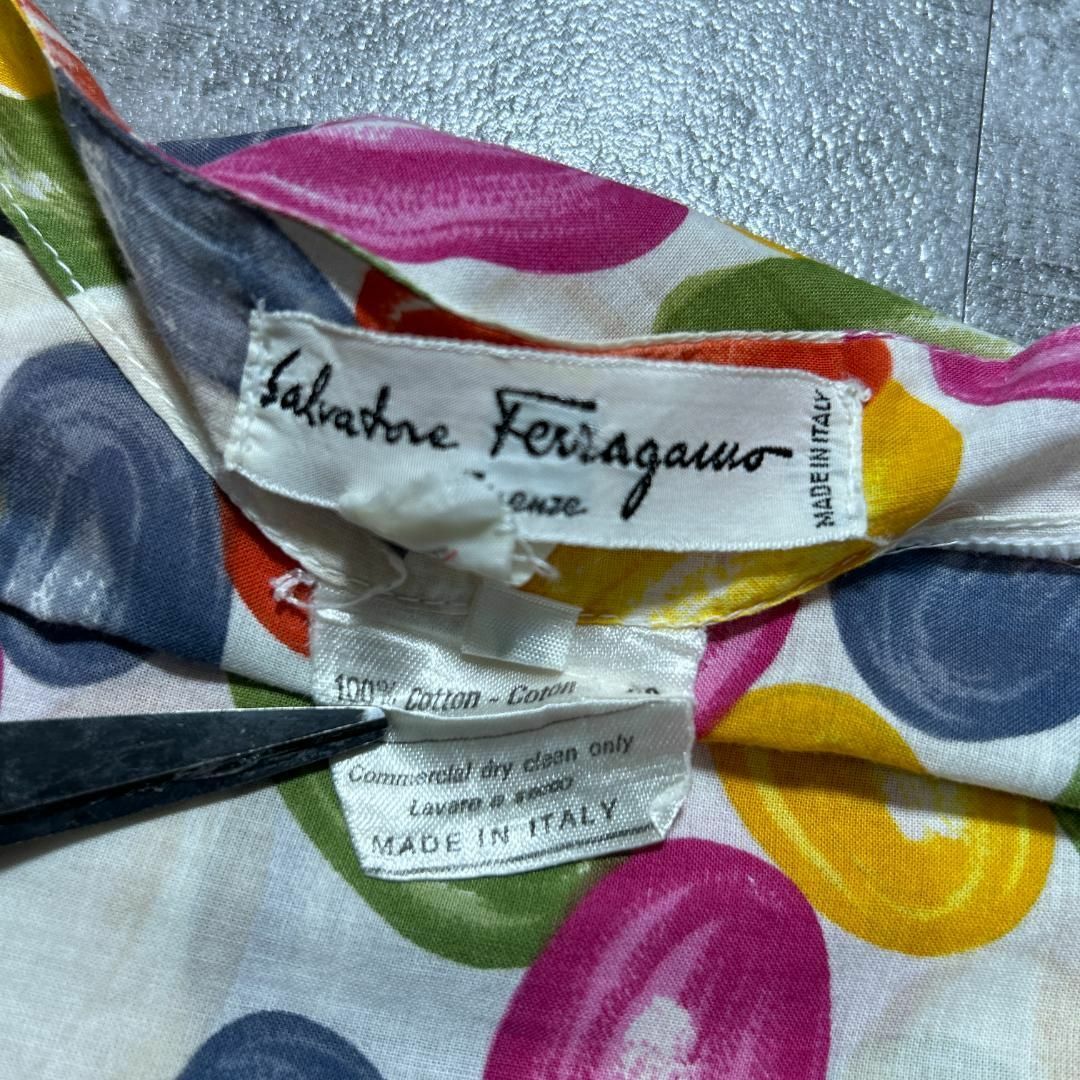 Salvatore Ferragamo
MADE IN ITALY
100% Cotton - Coton
Commercial dry clean only
Lavare a secco
MADE IN ITALY